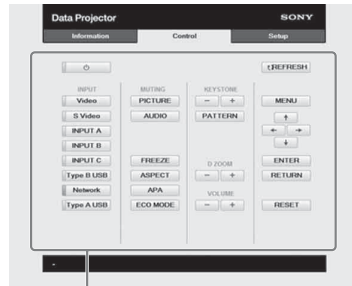 Data Projector SONY
Information Control Setup
REFRESH
INPUT MUTING KEYSTONE
Video PICTURE - + MENU
S Video AUDIO PATTERN
INPUT A
INPUT B
INPUT C FREEZE D ZOOM ENTER
Type B USB ASPECT - + RETURN
Network APA VOLUME
Type A USB ECO MODE - + RESET